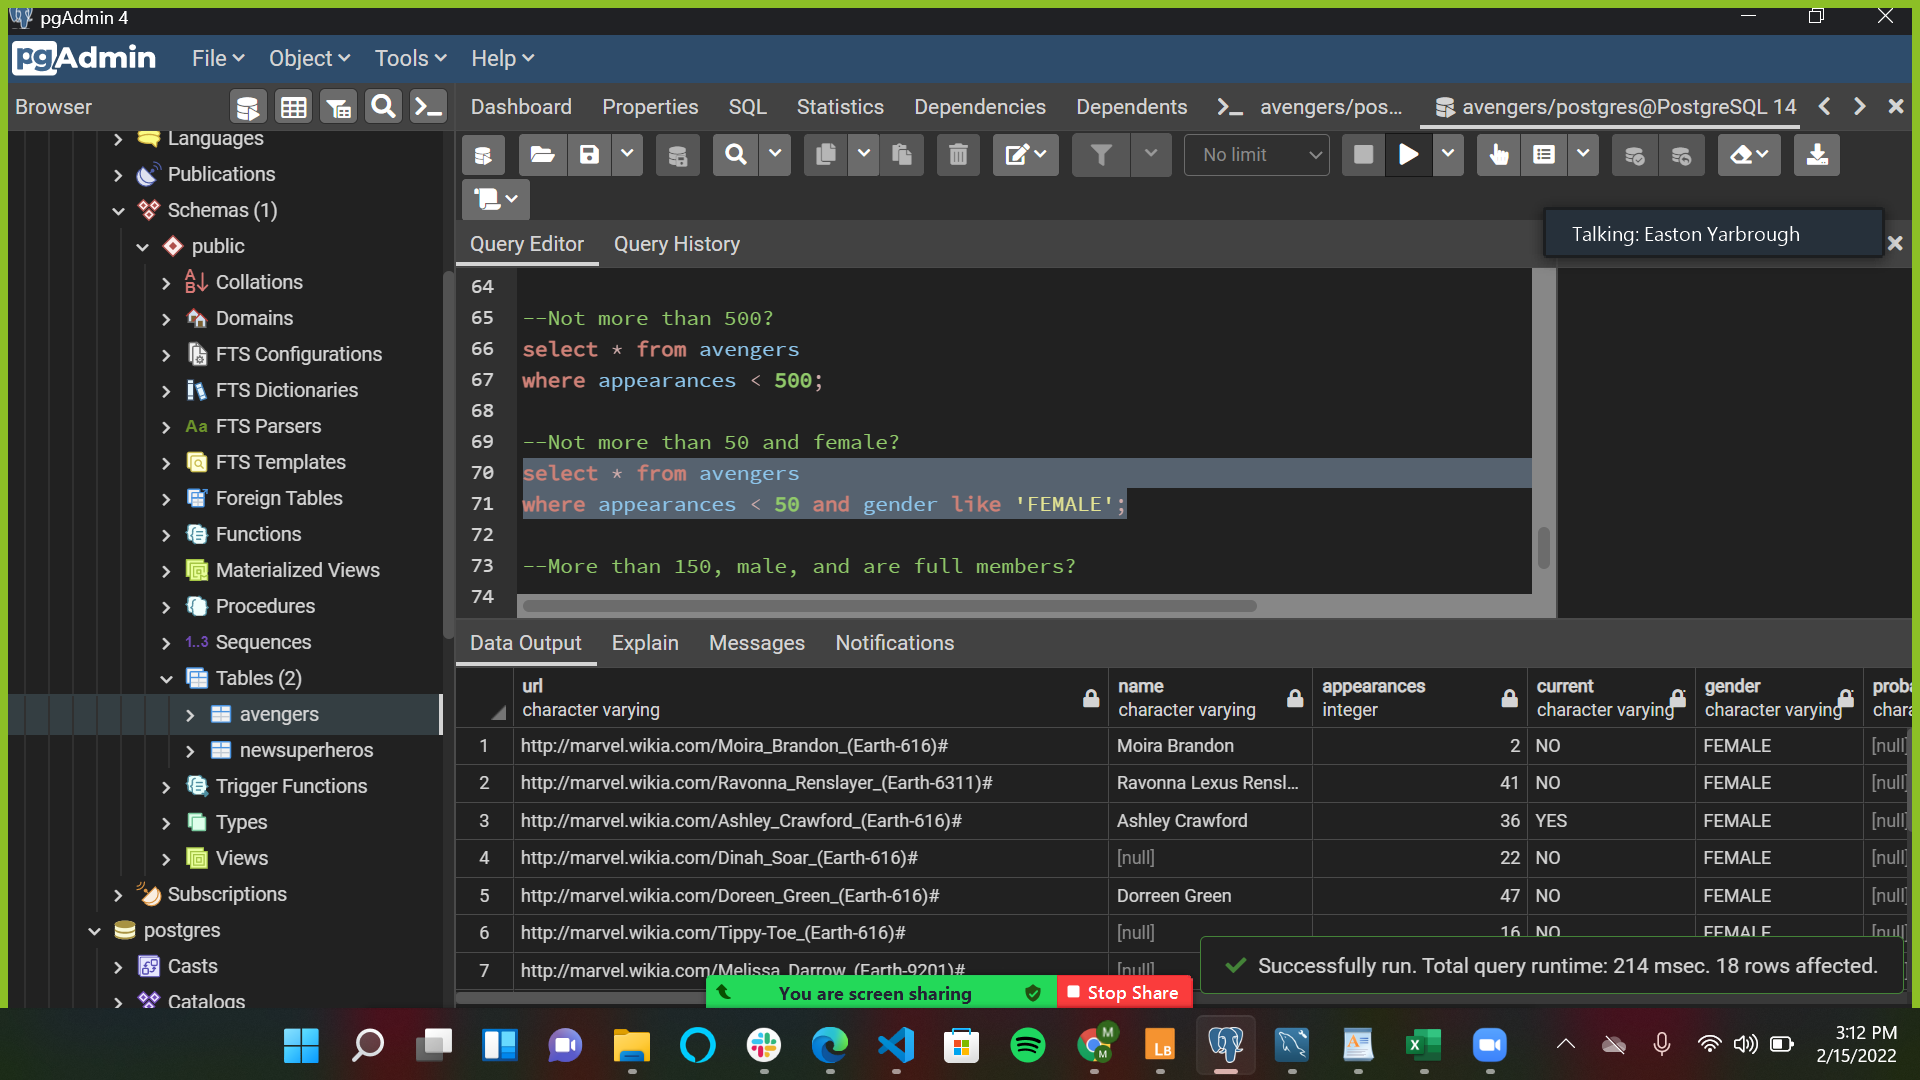 pgAdmin 4
pgAdmin File Object Tools Help
Browser
Dashboard Properties SQL Statistics Dependencies Dependents avengers/pos... avengers/postgres@PostgreSQL 14
No limit
Talking: Easton Yarbrough
Languages
Publications
Schemas (1)
public
Collations
Domains
FTS Configurations
FTS Dictionaries
Aa FTS Parsers
FTS Templates
Foreign Tables
Functions
Materialized Views
Procedures
1..3 Sequences
Tables (2)
avengers
newsuperheros
Trigger Functions
Types
Views
Subscriptions
postgres
Casts
Catalogs
Query Editor Query History
64
65 --Not more than 500?
66 select * from avengers
67 where appearances < 500;
68
69 --Not more than 50 and female?
70 select * from avengers
71 where appearances < 50 and gender like 'FEMALE';
72
73 --More than 150, male, and are full members?
74
Data Output Explain Messages Notifications
url name appearances current gender proba
character varying character varying integer character varying character varying chara
1 http://marvel.wikia.com/Moira_Brandon_(Earth-616)# Moira Brandon 2 NO FEMALE [null]
2 http://marvel.wikia.com/Ravonna_Renslayer_(Earth-6311)# Ravonna Lexus Rensl... 41 NO FEMALE [null]
3 http://marvel.wikia.com/Ashley_Crawford_(Earth-616)# Ashley Crawford 36 YES FEMALE [null]
4 http://marvel.wikia.com/Dinah_Soar_(Earth-616)# [null] 22 NO FEMALE [null]
5 http://marvel.wikia.com/Doreen_Green_(Earth-616)# Dorreen Green 47 NO FEMALE [null]
6 http://marvel.wikia.com/Tippy-Toe_(Earth-616)# [null] 16 NO FEMALE [null]
7 http://marvel.wikia.com/Melissa_Darrow_(Earth-9201)# [null]
Successfully run. Total query runtime: 214 msec. 18 rows affected.
You are screen sharing Stop Share
M
M
LB
X
3:12 PM
2/15/2022